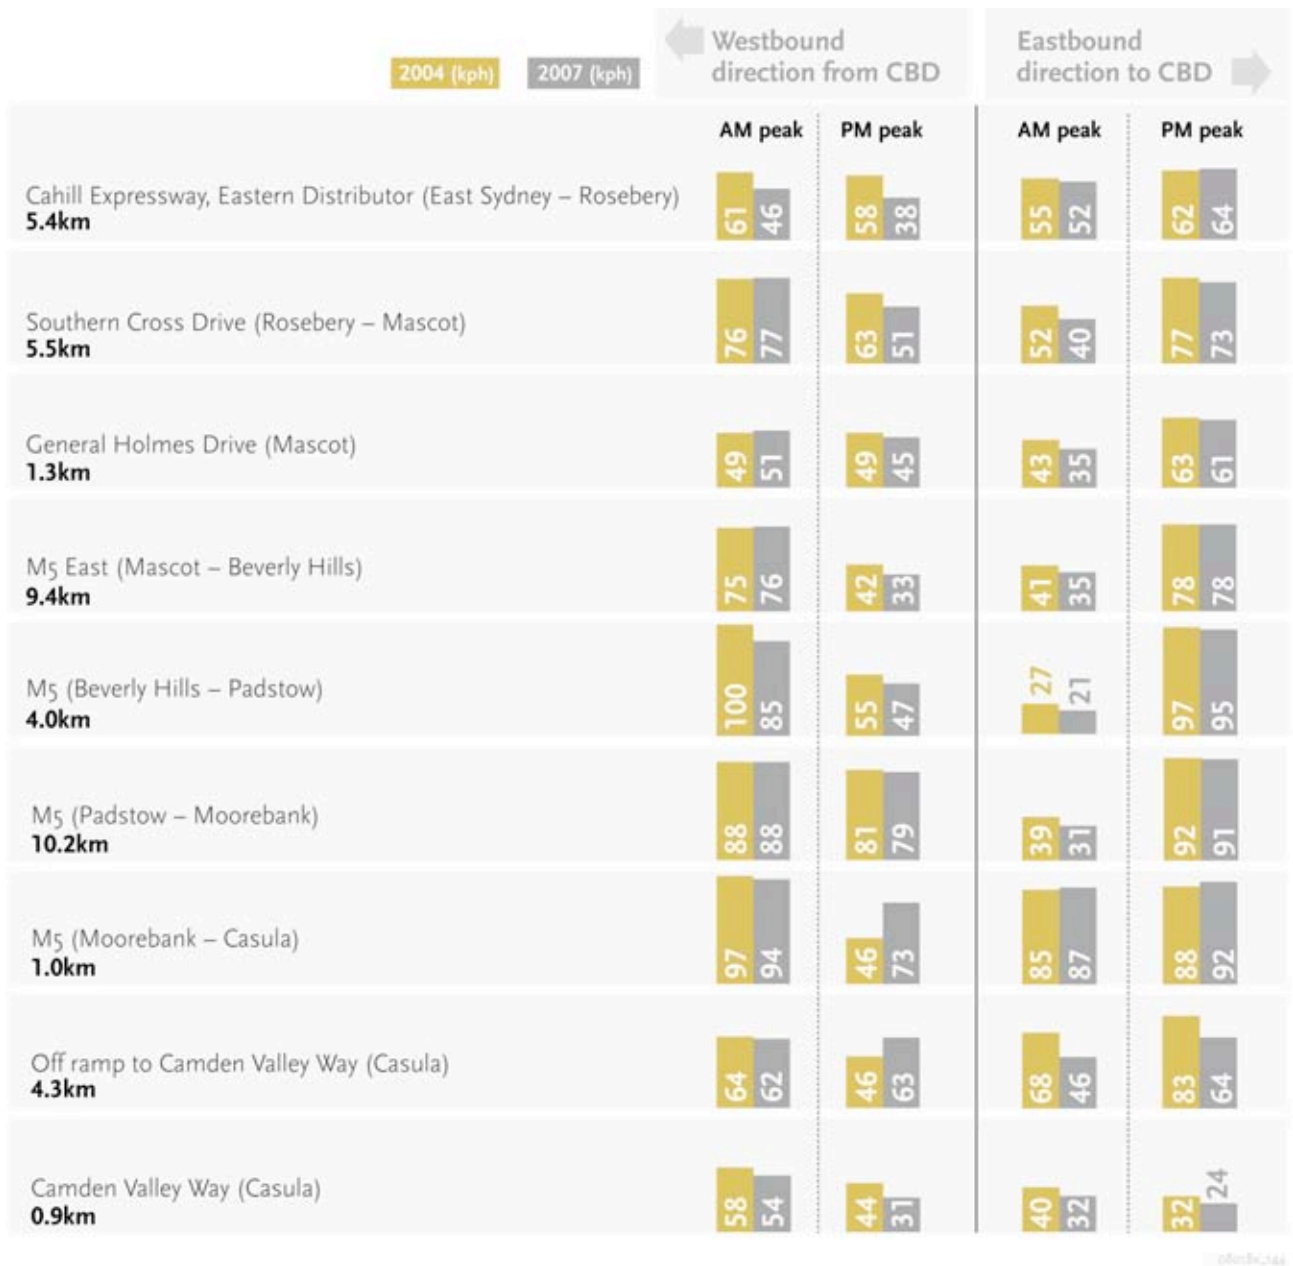 Westbound
direction from CBD
Eastbound
direction to CBD
2004 (kph) 2007 (kph)
AM peak PM peak AM peak PM peak
Cahill Expressway, Eastern Distributor (East Sydney – Rosebery)
5.4km
61 46 58 38 55 52 62 64
Southern Cross Drive (Rosebery – Mascot)
5.5km
76 77 63 51 52 40 77 73
General Holmes Drive (Mascot)
1.3km
49 51 49 45 43 35 63 61
M5 East (Mascot – Beverly Hills)
9.4km
75 76 42 33 41 35 78 78
M5 (Beverly Hills – Padstow)
4.0km
100 85 55 47 27 21 97 95
M5 (Padstow – Moorebank)
10.2km
88 88 81 79 39 31 92 91
M5 (Moorebank – Casula)
1.0km
97 94 46 73 85 87 88 92
Off ramp to Camden Valley Way (Casula)
4.3km
64 62 46 63 68 46 83 64
Camden Valley Way (Casula)
0.9km
58 54 44 31 40 32 32 24